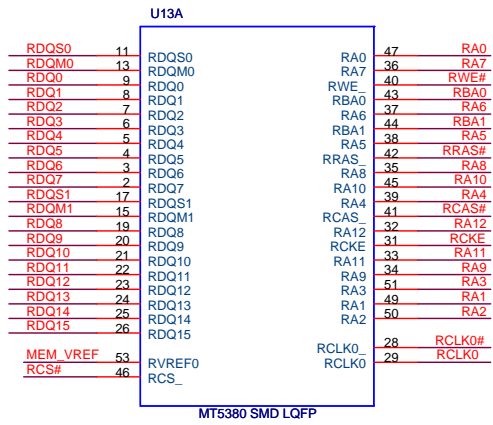 U13A
RDQS0 11 RDQS0 RA0 47 RA0
RDQM0 13 RDQM0 RA7 36 RA7
RDQ0 9 RDQ0 RWE_ 40 RWE#
RDQ1 8 RDQ1 RBA0 43 RBA0
RDQ2 7 RDQ2 RA6 37 RA6
RDQ3 6 RDQ3 RBA1 44 RBA1
RDQ4 5 RDQ4 RA5 38 RA5
RDQ5 4 RDQ5 RRAS_ 42 RRAS#
RDQ6 3 RDQ6 RA8 35 RA8
RDQ7 2 RDQ7 RA10 45 RA10
RDQS1 17 RDQS1 RA4 39 RA4
RDQM1 15 RDQM1 RCAS_ 41 RCAS#
RDQ8 19 RDQ8 RA12 32 RA12
RDQ9 20 RDQ9 RCKE 31 RCKE
RDQ10 21 RDQ10 RA11 33 RA11
RDQ11 22 RDQ11 RA9 34 RA9
RDQ12 23 RDQ12 RA3 51 RA3
RDQ13 24 RDQ13 RA1 49 RA1
RDQ14 25 RDQ14 RA2 50 RA2
RDQ15 26 RDQ15
RCLK0_ 28 RCLK0#
MEM_VREF 53 RVREF0 RCLK0 29 RCLK0
RCS# 46 RCS_
MT5380 SMD LQFP